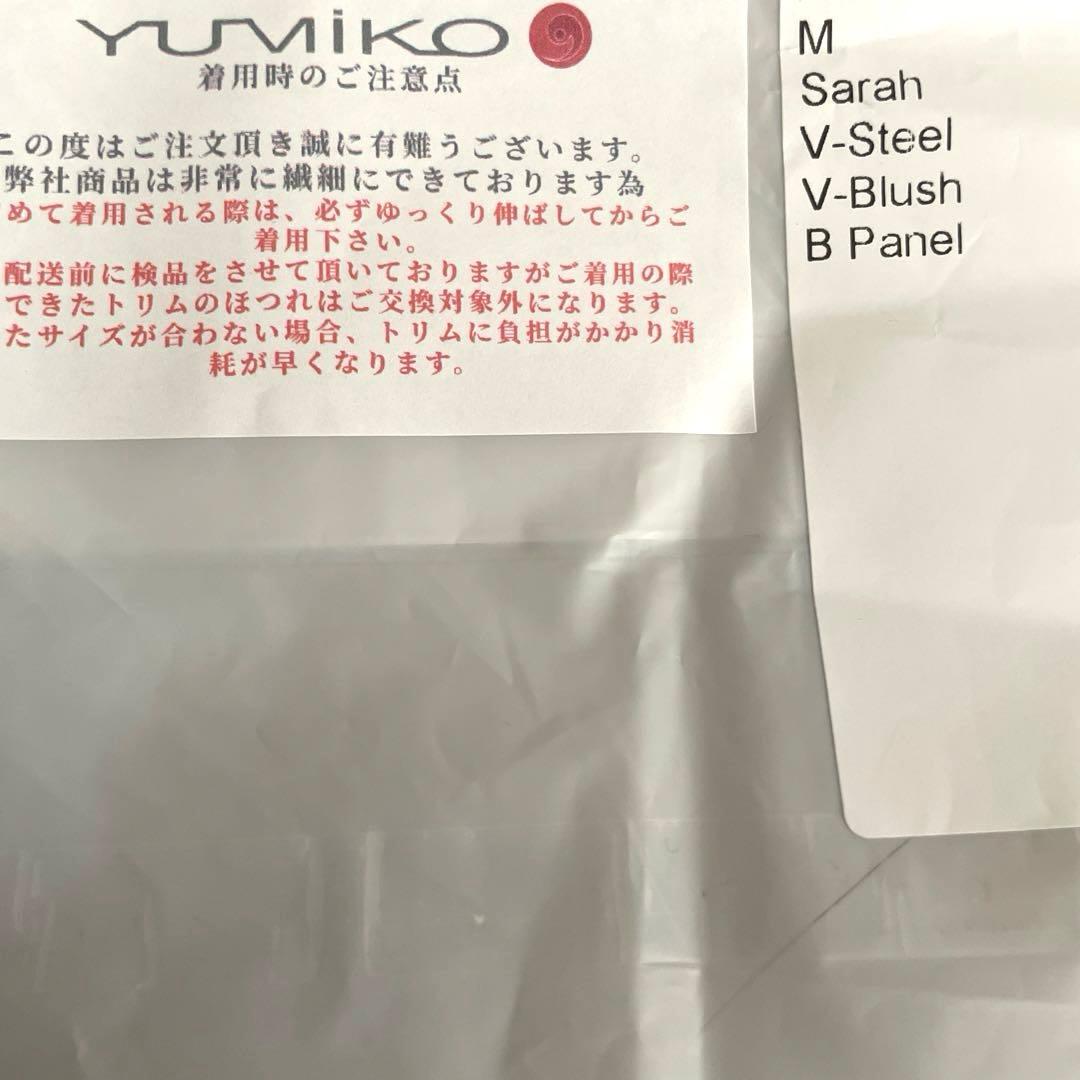 YUMiKO
着用時のご注意点
この度はご注文頂き誠に有難うございます。
弊社商品は非常に繊細にできております為
めて着用される際は、必ずゆっくり伸ばしてからご
着用下さい。
配送前に検品をさせて頂いておりますがご着用の際
できたトリムのほつれはご交換対象外になります。
たサイズが合わない場合、トリムに負担がかかり消
耗が早くなります。
M
Sarah
V-Steel
V-Blush
B Panel